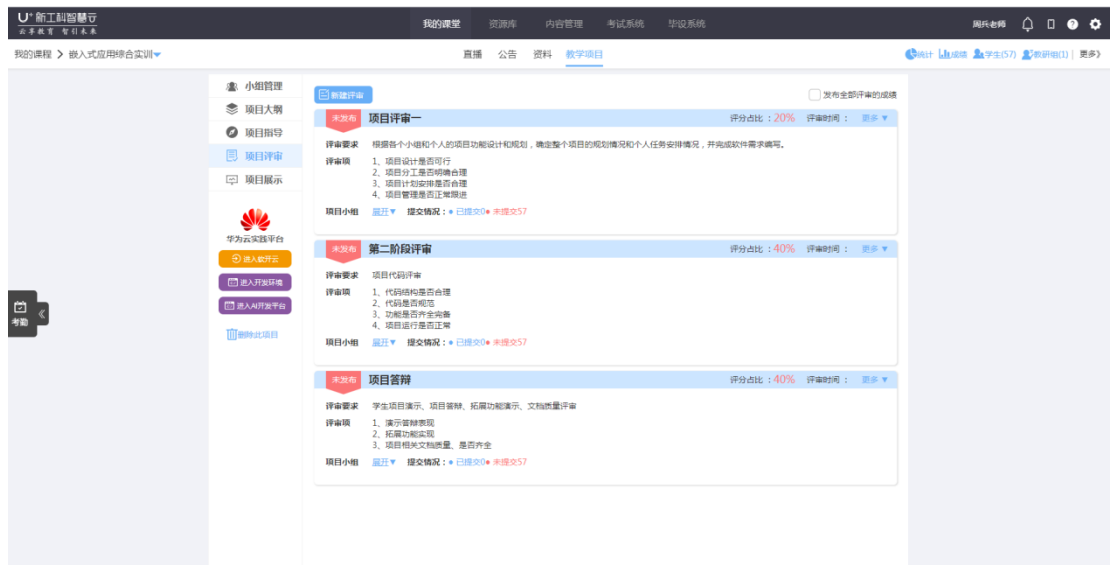 U+ 新工科智慧云
云享教育 智引未来
我的课堂 资源库 内容管理 考试系统 毕设系统
周兵老师
我的课程 > 嵌入式应用综合实训
直播 公告 资料 教学项目
统计 成绩 学生(57) 教研组(1) | 更多》
小组管理
项目大纲
项目指导
项目评审
项目展示
华为云实践平台
进入软开云
进入开发环境
进入AI开发平台
删除此项目
考勤
新建评审
发布全部评审的成绩
未发布 项目评审一 评分占比 ：20% 评审时间 ： 更多
评审要求 根据各个小组和个人的项目功能设计和规划，确定整个项目的规划情况和个人任务安排情况，并完成软件需求编写。
评审项 1、项目设计是否可行
2、项目分工是否明确合理
3、项目计划安排是否合理
4、项目管理是否正常跟进
项目小组 展开 提交情况：已提交0 未提交57
未发布 第二阶段评审 评分占比 ：40% 评审时间 ： 更多
评审要求 项目代码评审
评审项 1、代码结构是否合理
2、代码是否规范
3、功能是否齐全完备
4、项目运行是否正常
项目小组 展开 提交情况：已提交0 未提交57
未发布 项目答辩 评分占比 ：40% 评审时间 ： 更多
评审要求 学生项目演示、项目答辩、拓展功能演示、文档质量评审
评审项 1、演示答辩表现
2、拓展功能实现
3、项目相关文档质量、是否齐全
项目小组 展开 提交情况：已提交0 未提交57